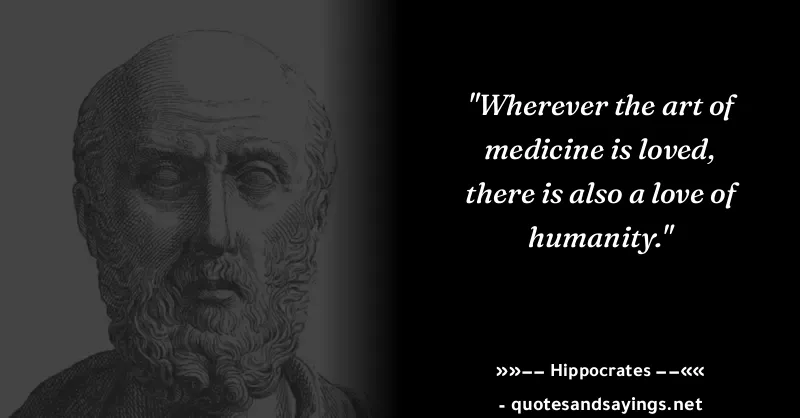 "Wherever the art of
medicine is loved,
there is also a love of
humanity."
»»−− Hippocrates −−««
- quotesandsayings.net